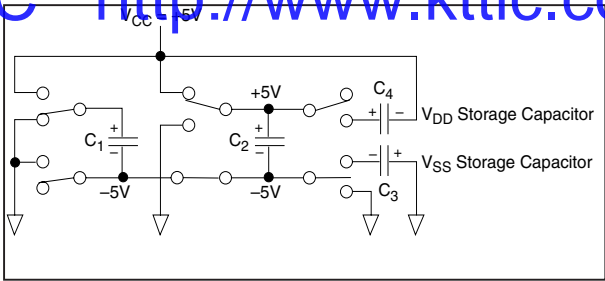 C http://www.kttic.co
VCC = +5V
+5V
C4
+ −
VDD Storage Capacitor
+
C1
−
+
C2
−
− +
VSS Storage Capacitor
C3
−5V
−5V